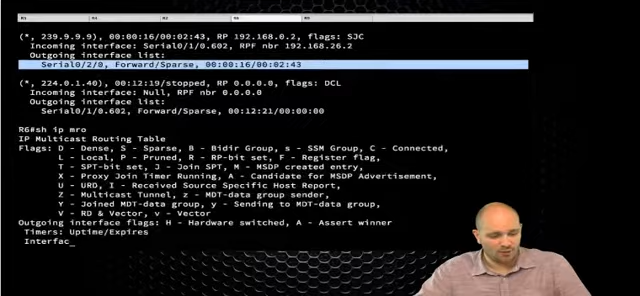 R1
R1
R2
R6
R5
(*, 239.9.9.9), 00:00:16/00:02:43, RP 192.168.0.2, flags: SJC
Incoming interface: Serial0/1/0.602, RPF nbr 192.168.26.2
Outgoing interface list:
Serial0/2/0, Forward/Sparse, 00:00:16/00:02:43
(*, 224.0.1.40), 00:12:19/stopped, RP 0.0.0.0, flags: DCL
Incoming interface: Null, RPF nbr 0.0.0.0
Outgoing interface list:
Serial0/1/0.602, Forward/Sparse, 00:12:21/00:00:00
R6#sh ip mro
IP Multicast Routing Table
Flags: D - Dense, S - Sparse, B - Bidir Group, s - SSM Group, C - Connected,
L - Local, P - Pruned, R - RP-bit set, F - Register flag,
T - SPT-bit set, J - Join SPT, M - MSDP created entry,
X - Proxy Join Timer Running, A - Candidate for MSDP Advertisement,
U - URD, I - Received Source Specific Host Report,
Z - Multicast Tunnel, z - MDT-data group sender,
Y - Joined MDT-data group, y - Sending to MDT-data group,
V - RD & Vector, v - Vector
Outgoing interface flags: H - Hardware switched, A - Assert winner
Timers: Uptime/Expires
Interfac_